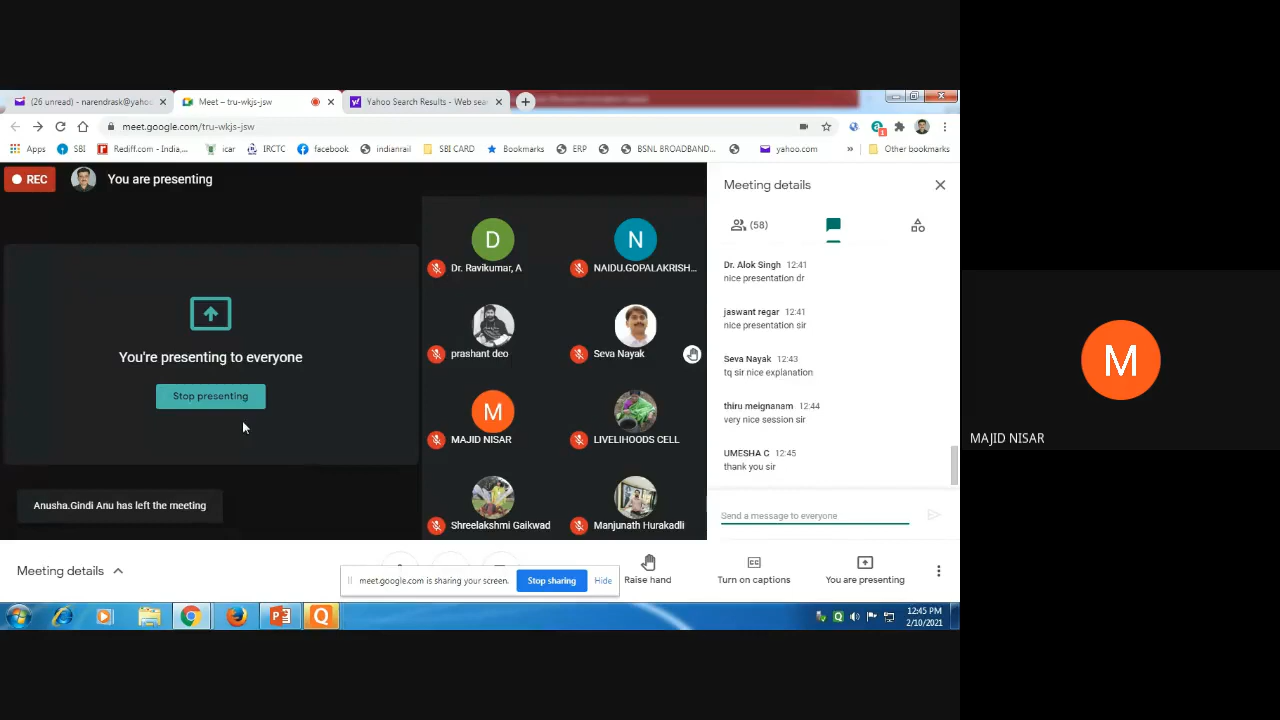 (26 unread) - narendrask@yahoo
Meet – tru-wkjs-jsw
Yahoo Search Results - Web sea
meet.google.com/tru-wkjs-jsw
Apps
SBI
Rediff.com - India,...
icar
IRCTC
facebook
indianrail
SBI CARD
Bookmarks
ERP
BSNL BROADBAND...
yahoo.com
»
Other bookmarks
1
REC
You are presenting
You're presenting to everyone
Stop presenting
Anusha.Gindi Anu has left the meeting
D
Dr. Ravikumar, A
N
NAIDU.GOPALAKRISH...
prashant deo
Seva Nayak
M
MAJID NISAR
LIVELIHOODS CELL
Shreelakshmi Gaikwad
Manjunath Hurakadli
Meeting details
(58)
Dr. Alok Singh 12:41
nice presentation dr
jaswant regar 12:41
nice presentation sir
Seva Nayak 12:43
tq sir nice explanation
thiru meignanam 12:44
very nice session sir
UMESHA C 12:45
thank you sir
Send a message to everyone
Meeting details
meet.google.com is sharing your screen.
Stop sharing
Hide
Raise hand
CC
Turn on captions
You are presenting
12:45 PM
2/10/2021
M
MAJID NISAR